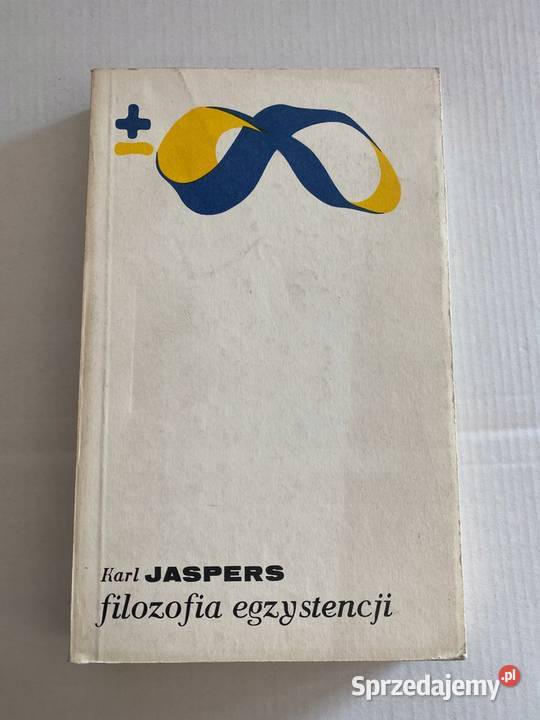 ±
Karl JASPERS
filozofia egzystencji
Sprzedajemy.pl